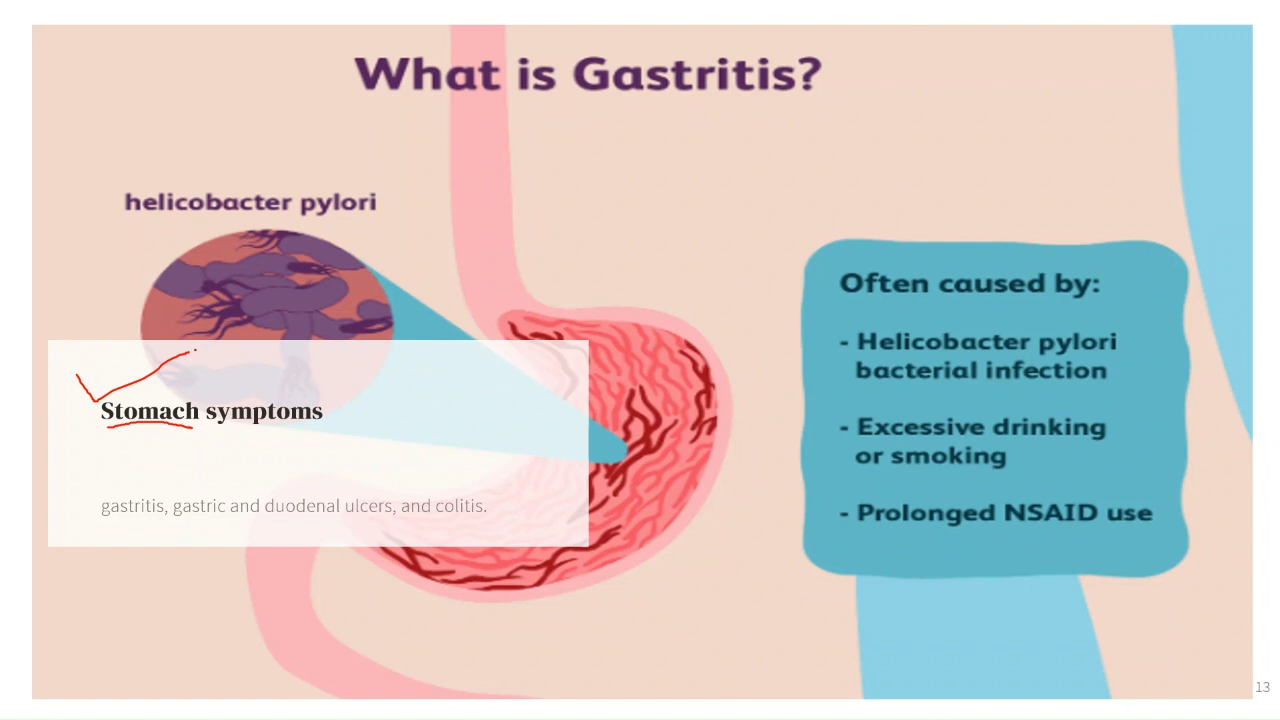 What is Gastritis?
helicobacter pylori
Stomach symptoms
gastritis, gastric and duodenal ulcers, and colitis.
Often caused by:
- Helicobacter pylori
bacterial infection
- Excessive drinking
or smoking
- Prolonged NSAID use
13